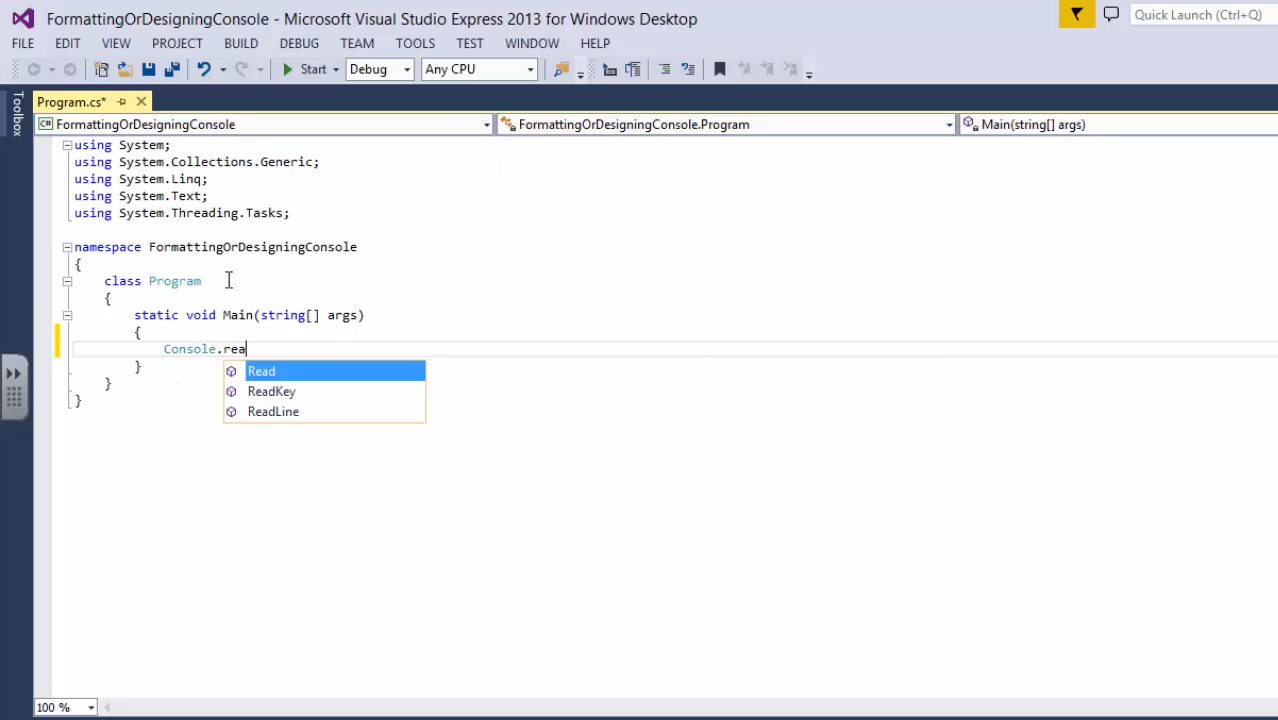 FormattingOrDesigningConsole - Microsoft Visual Studio Express 2013 for Windows Desktop
Quick Launch (Ctrl+Q)
FILE EDIT VIEW PROJECT BUILD DEBUG TEAM TOOLS TEST WINDOW HELP
Start Debug Any CPU
Toolbox
Program.cs*
FormattingOrDesigningConsole FormattingOrDesigningConsole.Program Main(string[] args)
using System;
using System.Collections.Generic;
using System.Linq;
using System.Text;
using System.Threading.Tasks;
namespace FormattingOrDesigningConsole
{
class Program
{
static void Main(string[] args)
{
Console.rea
}
}
}
Read
ReadKey
ReadLine
100 %